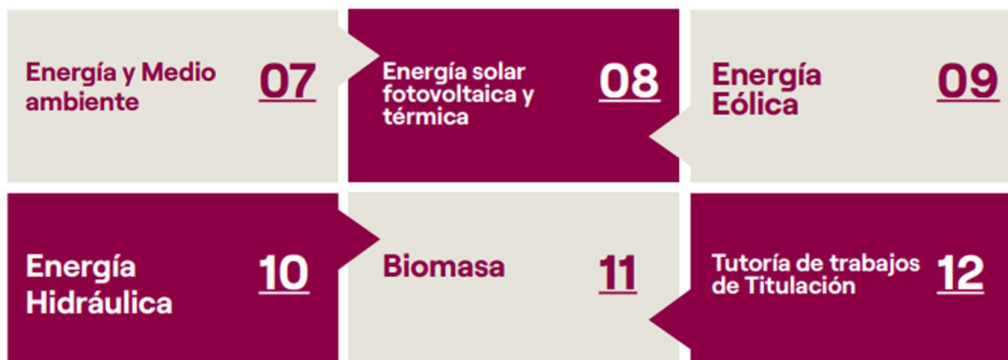 Energía y Medio
ambiente
07
Energía solar
fotovoltaica y
térmica
08
Energía
Eólica
09
Energía
Hidráulica
10
Biomasa
11
Tutoría de trabajos
de Titulación
12